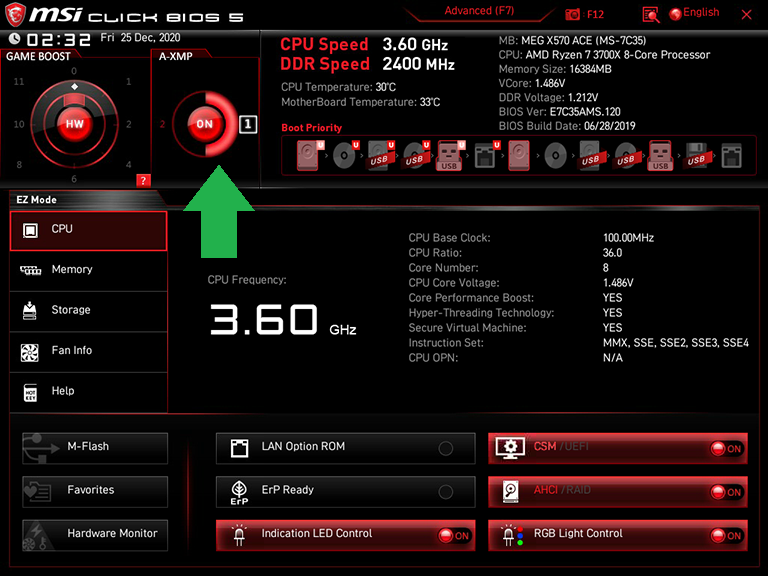 msi CLICK BIOS 5
Advanced (F7)
F12
English
02:32 Fri 25 Dec, 2020
GAME BOOST
A-XMP
0
11
1
10
2
8
4
6
HW
?
2
ON
1
CPU Speed 3.60 GHz
DDR Speed 2400 MHz
CPU Temperature: 30°C
MotherBoard Temperature: 33°C
MB: MEG X570 ACE (MS-7C35)
CPU: AMD Ryzen 7 3700X 8-Core Processor
Memory Size: 16384MB
VCore: 1.486V
DDR Voltage: 1.212V
BIOS Ver: E7C35AMS.120
BIOS Build Date: 06/28/2019
Boot Priority
U U U U U U
USB USB USB USB USB USB USB
EZ Mode
CPU
Memory
Storage
Fan Info
HOT KEY
Help
CPU Frequency:
3.60 GHz
CPU Base Clock: 100.00MHz
CPU Ratio: 36.0
Core Number: 8
CPU Core Voltage: 1.486V
Core Performance Boost: YES
Hyper-Threading Technology: YES
Secure Virtual Machine: YES
Instruction Set: MMX, SSE, SSE2, SSE3, SSE4
CPU OPN: N/A
M-Flash
Favorites
Hardware Monitor
LAN Option ROM
ErP
ErP Ready
Indication LED Control ON
CSM /UEFI ON
AHCI /RAID ON
RGB Light Control ON